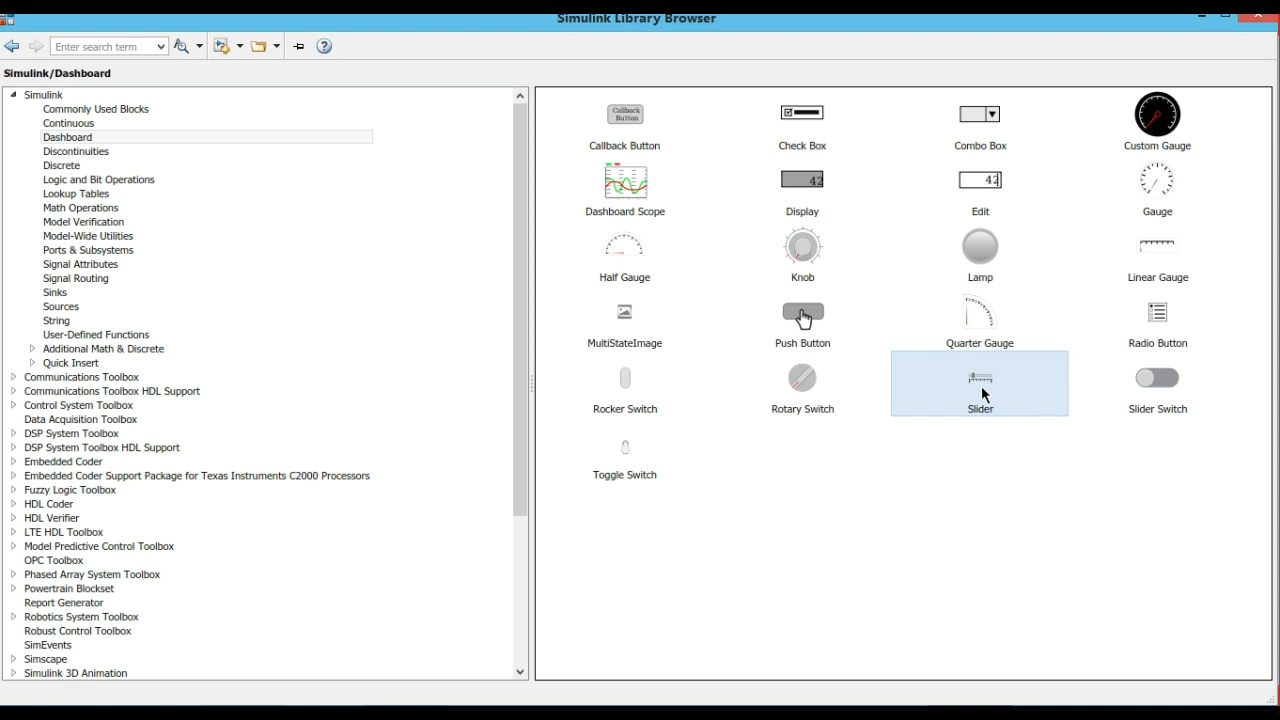 Simulink Library Browser
Enter search term
Simulink/Dashboard
Simulink
Commonly Used Blocks
Continuous
Dashboard
Discontinuities
Discrete
Logic and Bit Operations
Lookup Tables
Math Operations
Model Verification
Model-Wide Utilities
Ports & Subsystems
Signal Attributes
Signal Routing
Sinks
Sources
String
User-Defined Functions
Additional Math & Discrete
Quick Insert
Communications Toolbox
Communications Toolbox HDL Support
Control System Toolbox
Data Acquisition Toolbox
DSP System Toolbox
DSP System Toolbox HDL Support
Embedded Coder
Embedded Coder Support Package for Texas Instruments C2000 Processors
Fuzzy Logic Toolbox
HDL Coder
HDL Verifier
LTE HDL Toolbox
Model Predictive Control Toolbox
OPC Toolbox
Phased Array System Toolbox
Powertrain Blockset
Report Generator
Robotics System Toolbox
Robust Control Toolbox
SimEvents
Simscape
Simulink 3D Animation
Callback
Button
Callback Button
Check Box
Combo Box
Custom Gauge
42
42
Dashboard Scope
Display
Edit
Gauge
Half Gauge
Knob
Lamp
Linear Gauge
MultiStateImage
Push Button
Quarter Gauge
Radio Button
Rocker Switch
Rotary Switch
Slider
Slider Switch
Toggle Switch